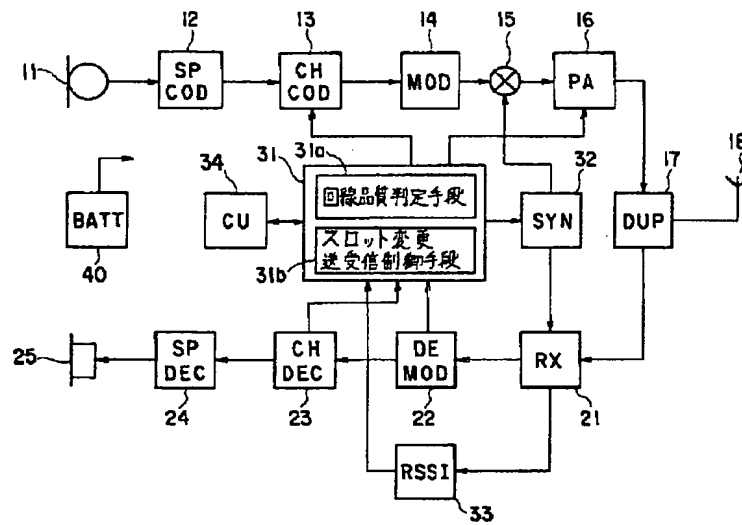 11
12
SP
COD
13
CH
COD
14
MOD
15
16
PA
17
DUP
18
31
31a
回線品質判定手段
31b
スロット変更
送受信制御手段
32
SYN
34
CU
BATT
40
25
SP
DEC
24
CH
DEC
23
DE
MOD
22
RX
21
RSSI
33